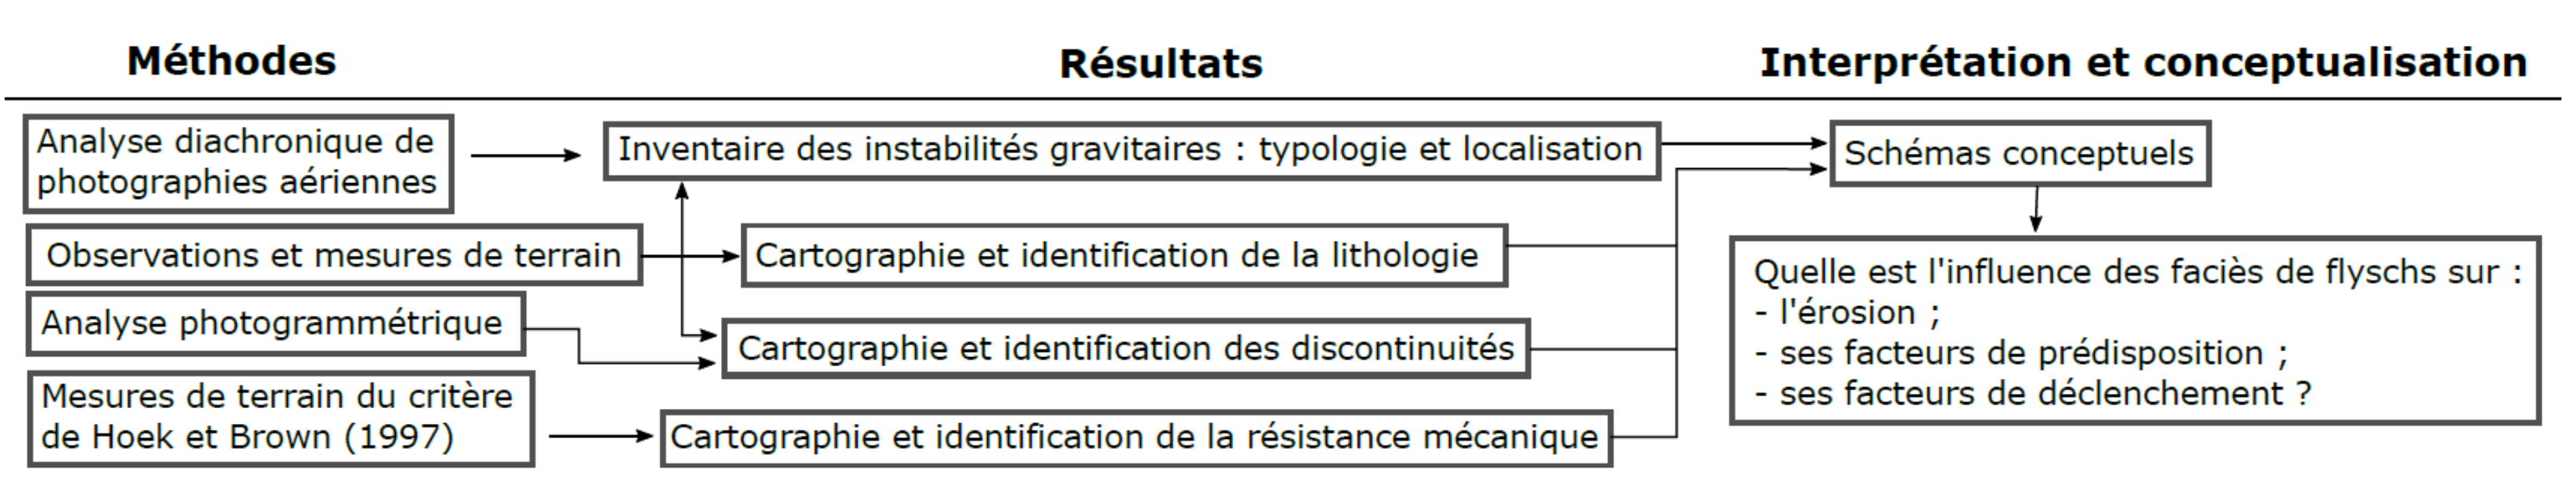 Méthodes
Résultats
Interprétation et conceptualisation
Analyse diachronique de
photographies aériennes
Inventaire des instabilités gravitaires : typologie et localisation
Schémas conceptuels
Observations et mesures de terrain
Cartographie et identification de la lithologie
Analyse photogrammétrique
Cartographie et identification des discontinuités
Mesures de terrain du critère
de Hoek et Brown (1997)
Cartographie et identification de la résistance mécanique
Quelle est l'influence des faciès de flyschs sur :
- l'érosion ;
- ses facteurs de prédisposition ;
- ses facteurs de déclenchement ?